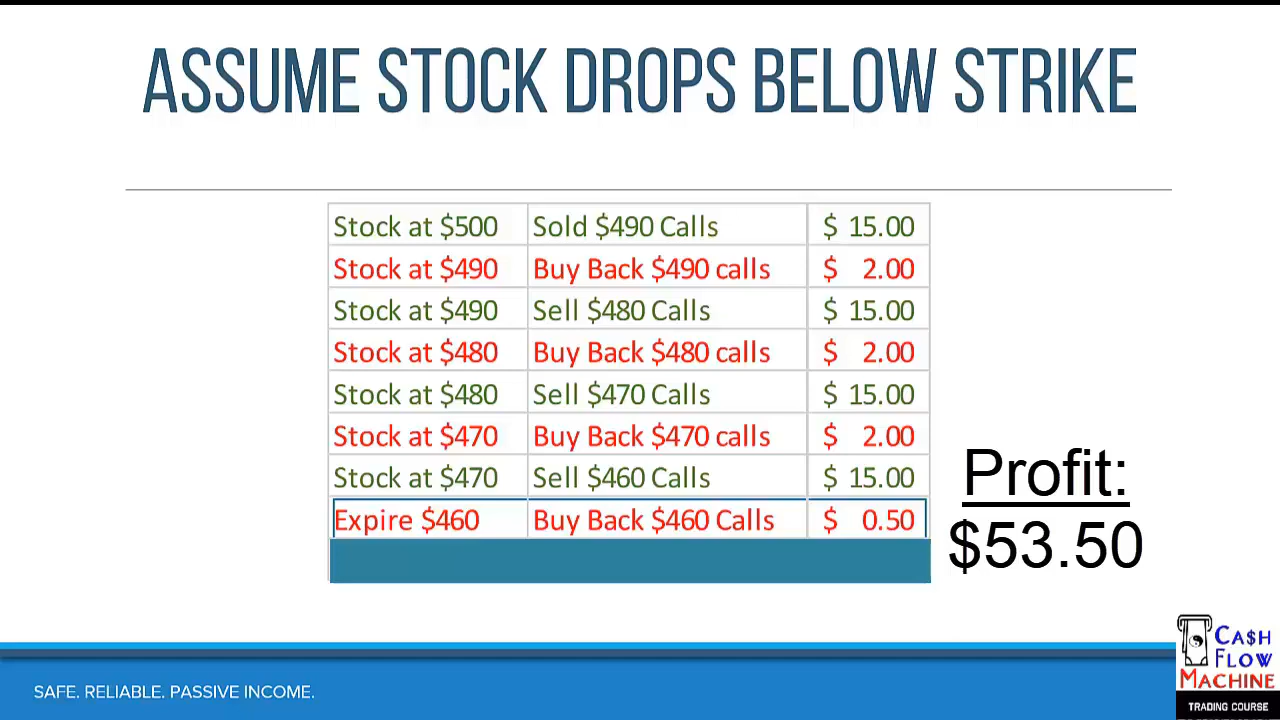 ASSUME STOCK DROPS BELOW STRIKE
Stock at $500 Sold $490 Calls $ 15.00
Stock at $490 Buy Back $490 calls $ 2.00
Stock at $490 Sell $480 Calls $ 15.00
Stock at $480 Buy Back $480 calls $ 2.00
Stock at $480 Sell $470 Calls $ 15.00
Stock at $470 Buy Back $470 calls $ 2.00
Stock at $470 Sell $460 Calls $ 15.00
Expire $460 Buy Back $460 Calls $ 0.50
Profit:
$53.50
SAFE. RELIABLE. PASSIVE INCOME.
CA$H
FLOW
MACHINE
TRADING COURSE